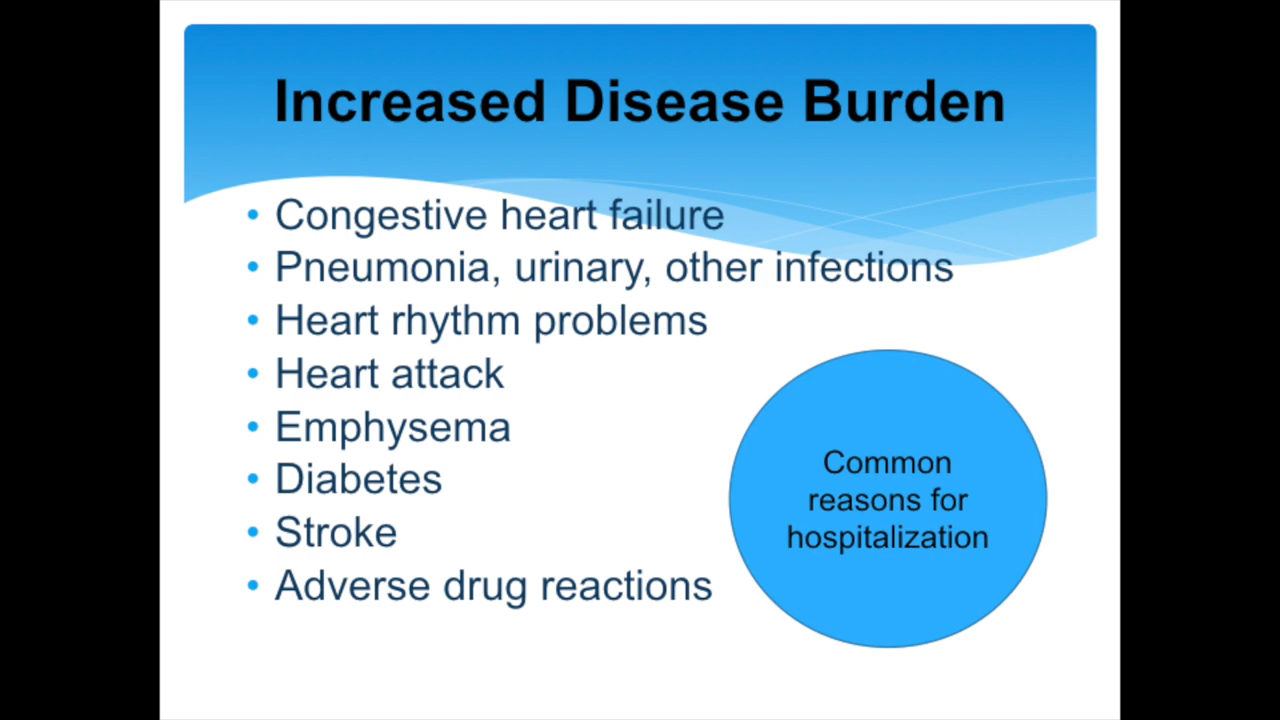 Increased Disease Burden
• Congestive heart failure
• Pneumonia, urinary, other infections
• Heart rhythm problems
• Heart attack
• Emphysema
• Diabetes
• Stroke
• Adverse drug reactions
Common
reasons for
hospitalization